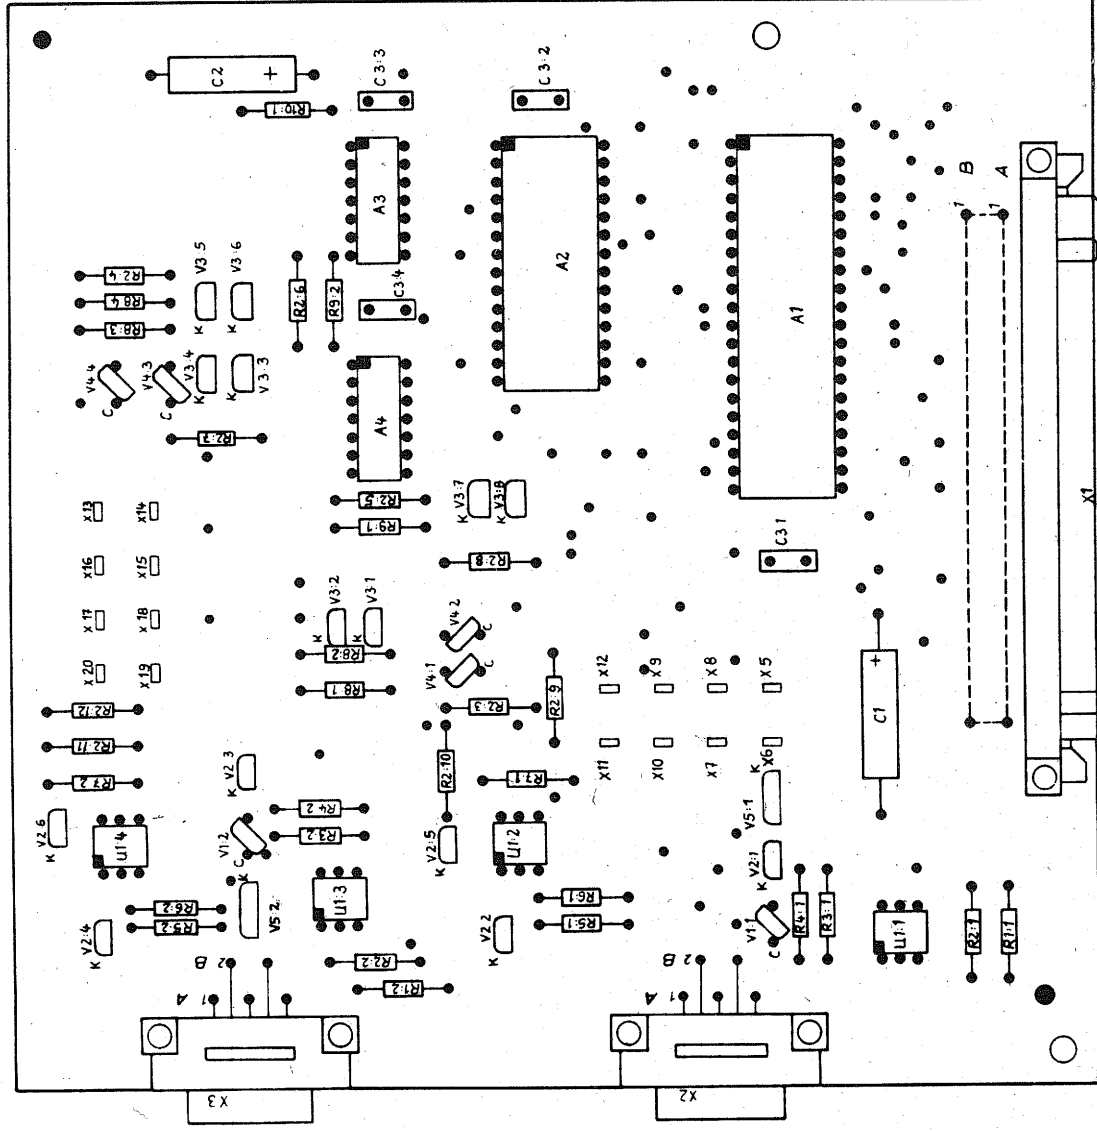 C2
+
C3:3
C3:2
R10:1
A3
A2
A1
B
A
1
1
V3:5
V3:6
R2:4
R8:4
R8:3
K
K
R2:6
R9:2
C3:4
V4:4
V4:3
V3:4
V3:3
K
K
C
C
R2:7
A4
X1
R2:5
R9:1
V3:7
V3:8
K
K
X13
X14
X16
X15
X17
X18
X20
X19
C3:1
R2:8
V3:2
V3:1
K
K
V4:2
C
R8:2
R8:1
V4:1
C
R2:3
R2:9
X12
X9
X8
X5
+
C1
R2:12
R2:11
R7:2
V2:3
K
R2:10
R7:1
X11
X10
X7
X6
V2:6
K
U1:4
V1:2
C
R4:2
R3:2
V2:5
K
U1:2
K
V5:1
V2:1
K
R6:2
R5:2
K
V5:2
U1:3
R6:1
R5:1
V1:1
C
R4:1
R3:1
U1:1
R2:1
R1:1
V2:4
K
V2:2
K
R2:2
R1:2
A
B
1
2
A
B
1
2
X3
X2